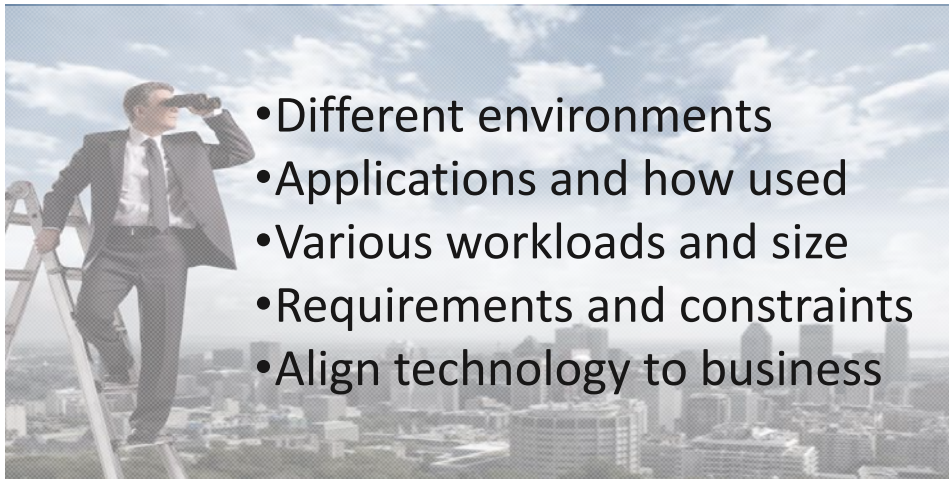 •Different environments
•Applications and how used
•Various workloads and size
•Requirements and constraints
•Align technology to business